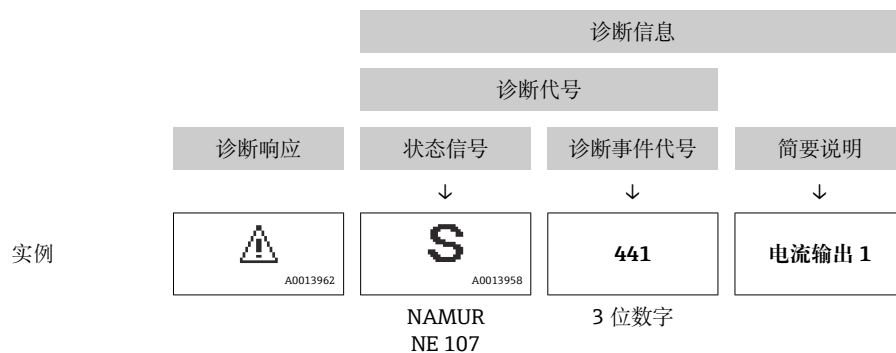 诊断信息
诊断代号
诊断响应 状态信号 诊断事件代号 简要说明
↓ ↓ ↓
实例 S 441 电流输出 1
A0013962 A0013958
NAMUR 3 位数字
NE 107